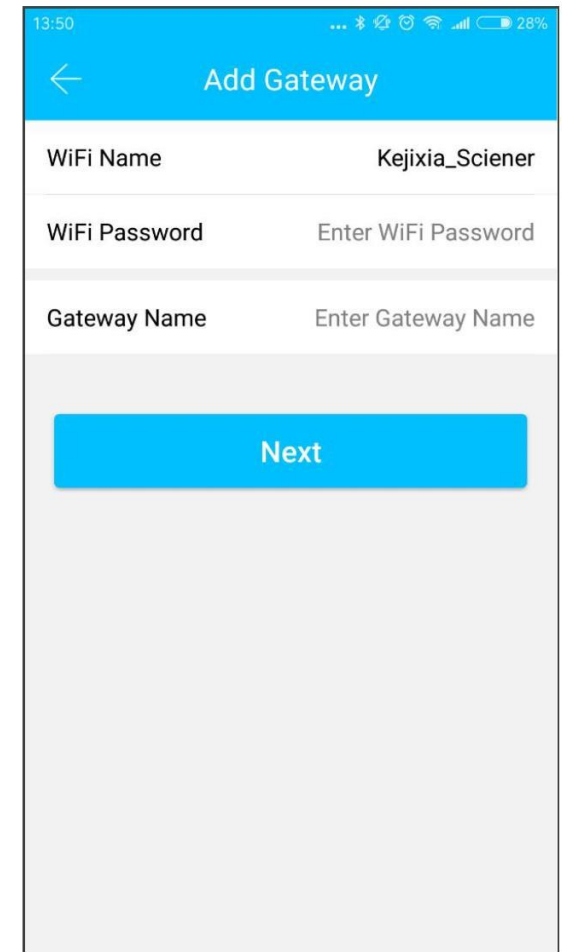 13:50 ... 28%
Add Gateway
WiFi Name Kejixia_Sciener
WiFi Password Enter WiFi Password
Gateway Name Enter Gateway Name
Next